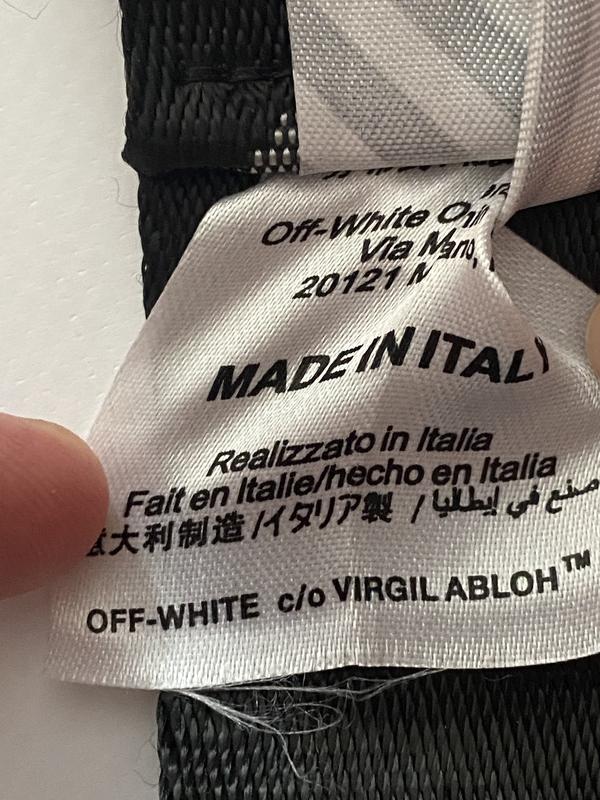 Off-White
Via
20121
MADE IN ITALY
Realizzato in Italia
Fait en Italie/hecho en Italia
大利制造/イタリア製 / صنع في إيطاليا
OFF-WHITE c/o VIRGIL ABLOH™